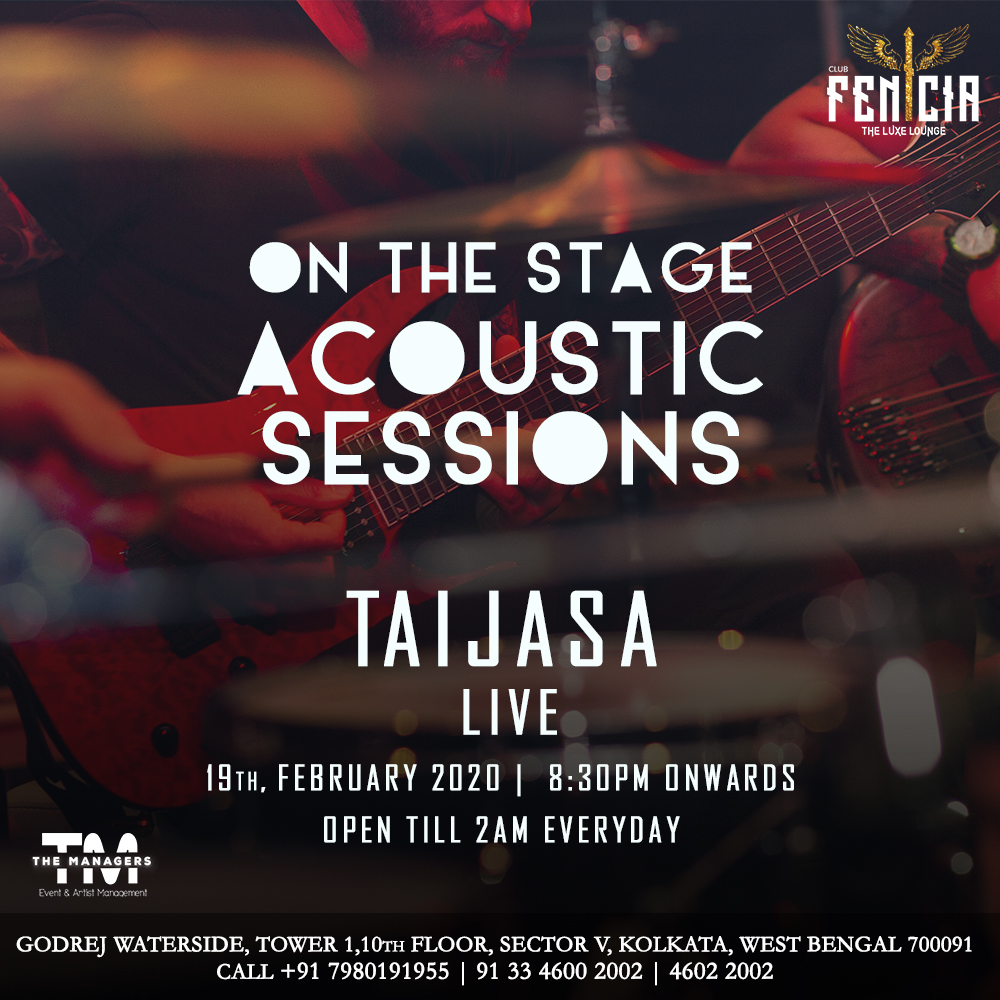 CLUB
FENICIA
THE LUXE LOUNGE
ON THE STAGE
ACOUSTIC
SESSIONS
TAIJASA
LIVE
19TH, FEBRUARY 2020 | 8:30PM ONWARDS
OPEN TILL 2AM EVERYDAY
TM
THE MANAGERS
Event & Artist Management
GODREJ WATERSIDE, TOWER 1,10TH FLOOR, SECTOR V, KOLKATA, WEST BENGAL 700091
CALL +91 7980191955 | 91 33 4600 2002 | 4602 2002